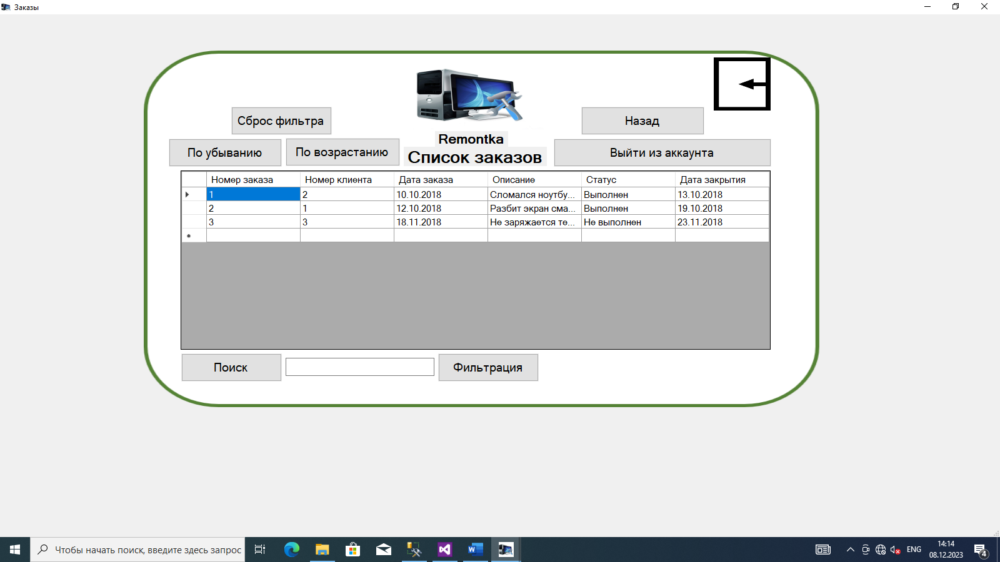 Заказы
Сброс фильтра
Назад
Remontka
По убыванию
По возрастанию
Список заказов
Выйти из аккаунта
Номер заказа Номер клиента Дата заказа Описание Статус Дата закрытия
1 2 10.10.2018 Сломался ноутбу... Выполнен 13.10.2018
2 1 12.10.2018 Разбит экран сма... Выполнен 19.10.2018
3 3 18.11.2018 Не заряжается те... Не выполнен 23.11.2018
Поиск
Фильтрация
Чтобы начать поиск, введите здесь запрос
ENG
14:14
08.12.2023
4